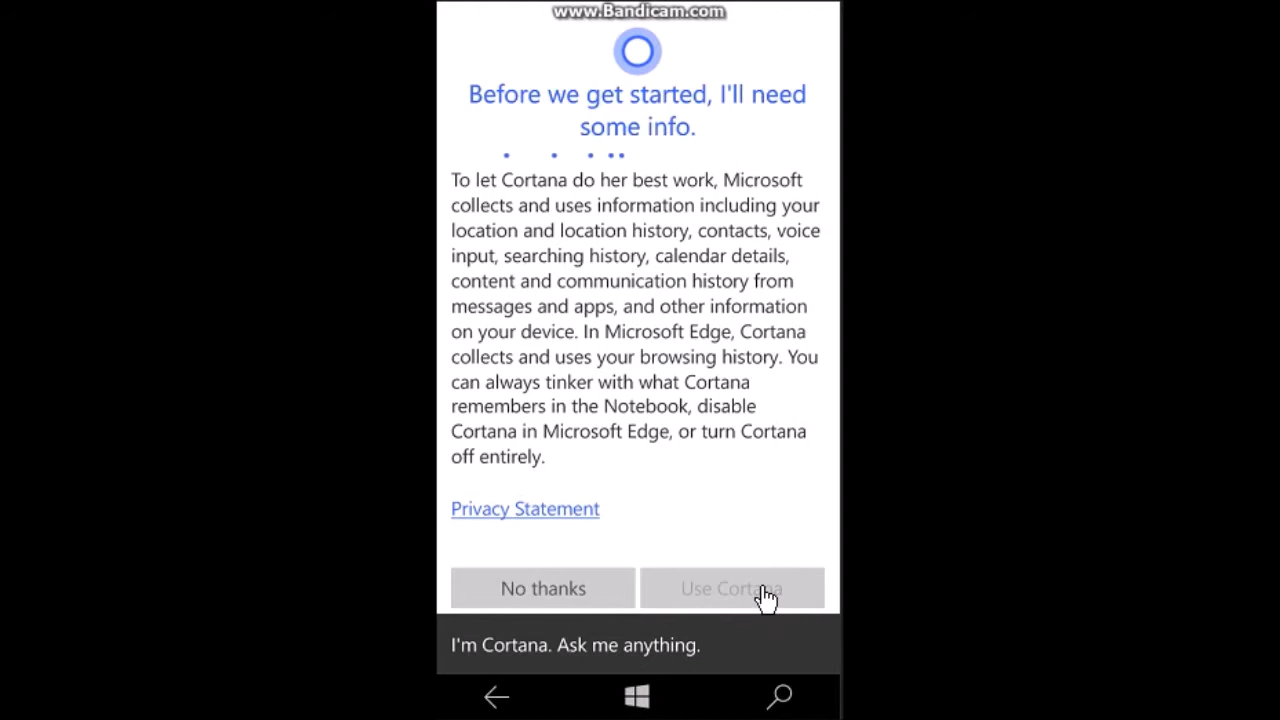 www.Bandicam.com
Before we get started, I'll need
some info.
To let Cortana do her best work, Microsoft
collects and uses information including your
location and location history, contacts, voice
input, searching history, calendar details,
content and communication history from
messages and apps, and other information
on your device. In Microsoft Edge, Cortana
collects and uses your browsing history. You
can always tinker with what Cortana
remembers in the Notebook, disable
Cortana in Microsoft Edge, or turn Cortana
off entirely.
Privacy Statement
No thanks
Use Cortana
I'm Cortana. Ask me anything.